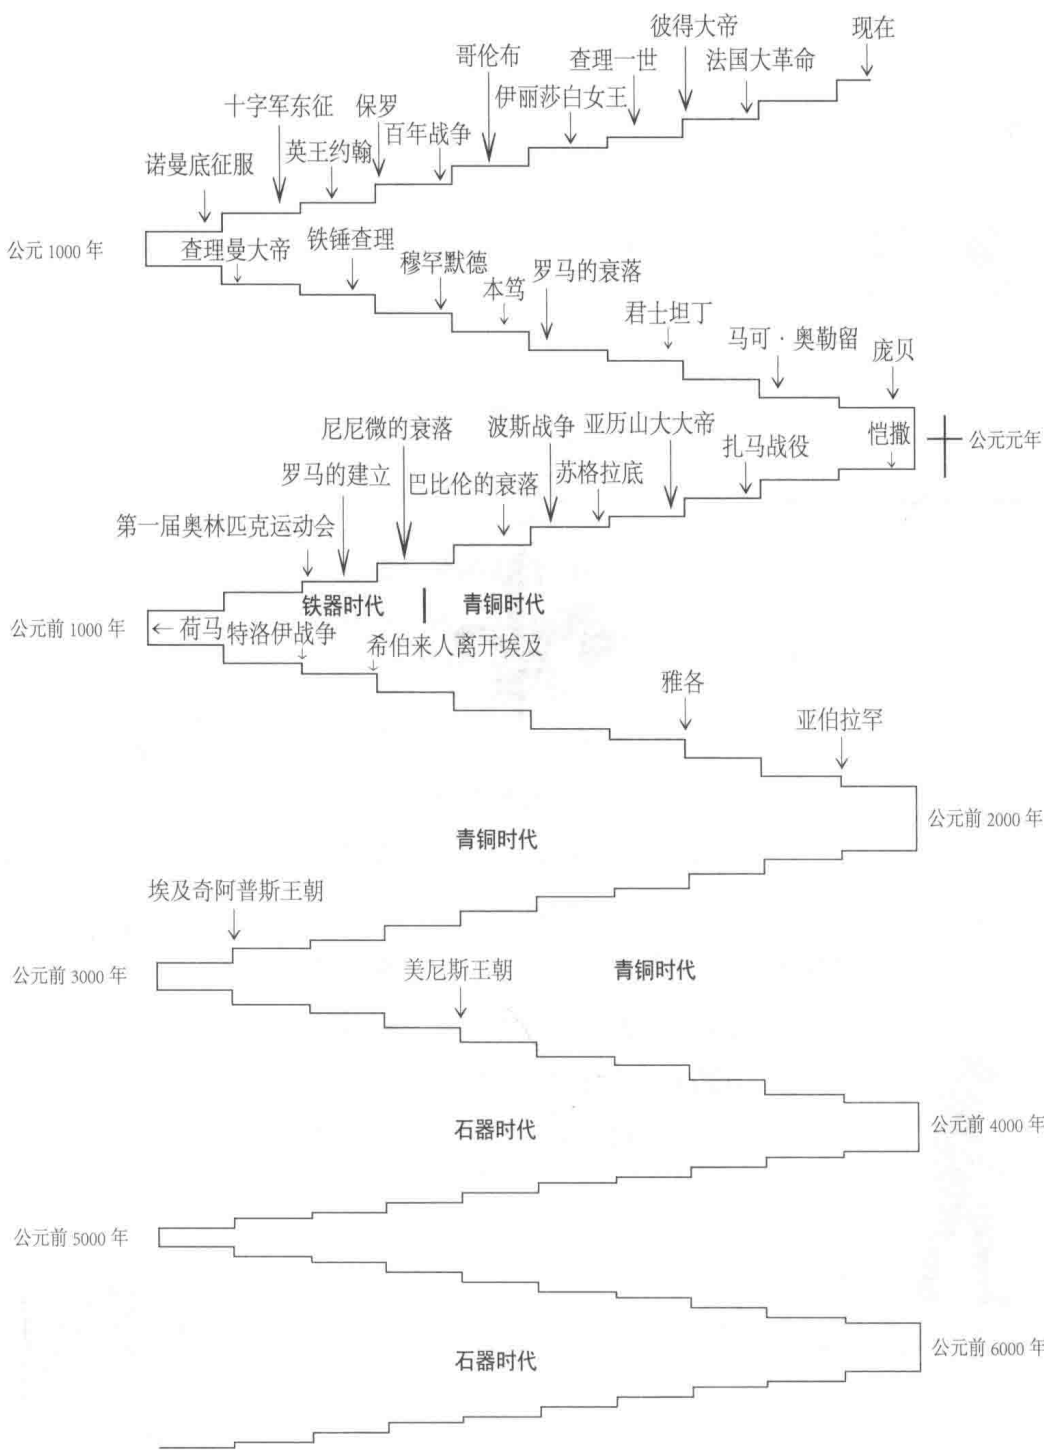 现在
彼得大帝
哥伦布
查理一世
法国大革命
伊丽莎白女王
十字军东征
保罗
百年战争
英王约翰
诺曼底征服
公元 1000 年
查理曼大帝
铁锤查理
穆罕默德
本笃
罗马的衰落
君士坦丁
马可·奥勒留
庞贝
恺撒
公元元年
尼尼微的衰落
波斯战争
亚历山大大帝
扎马战役
罗马的建立
巴比伦的衰落
苏格拉底
第一届奥林匹克运动会
铁器时代
青铜时代
公元前 1000 年
← 荷马
特洛伊战争
希伯来人离开埃及
雅各
亚伯拉罕
公元前 2000 年
青铜时代
埃及奇阿普斯王朝
公元前 3000 年
美尼斯王朝
青铜时代
石器时代
公元前 4000 年
公元前 5000 年
石器时代
公元前 6000 年